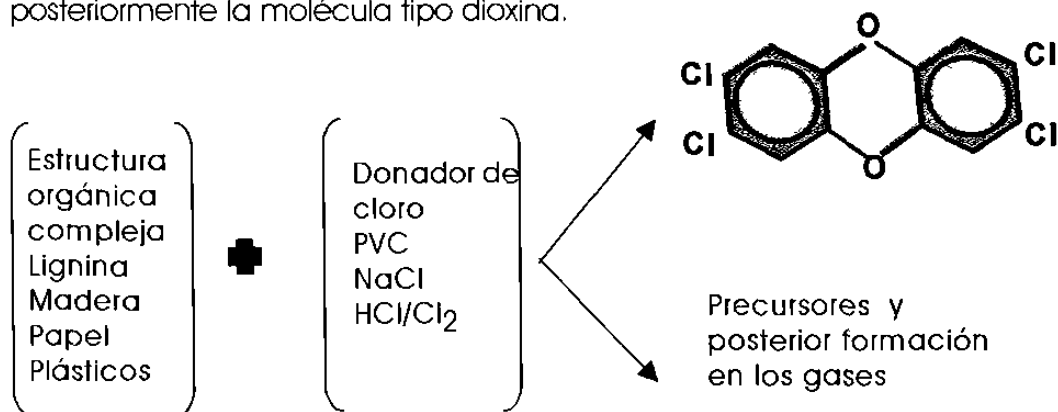 posteriormente la molécula tipo dioxina.
O
Cl
Cl
Cl
Cl
O
Estructura
orgánica
compleja
Lignina
Madera
Papel
Plásticos
Donador de
cloro
PVC
NaCl
HCl/Cl2
Precursores y
posterior formación
en los gases